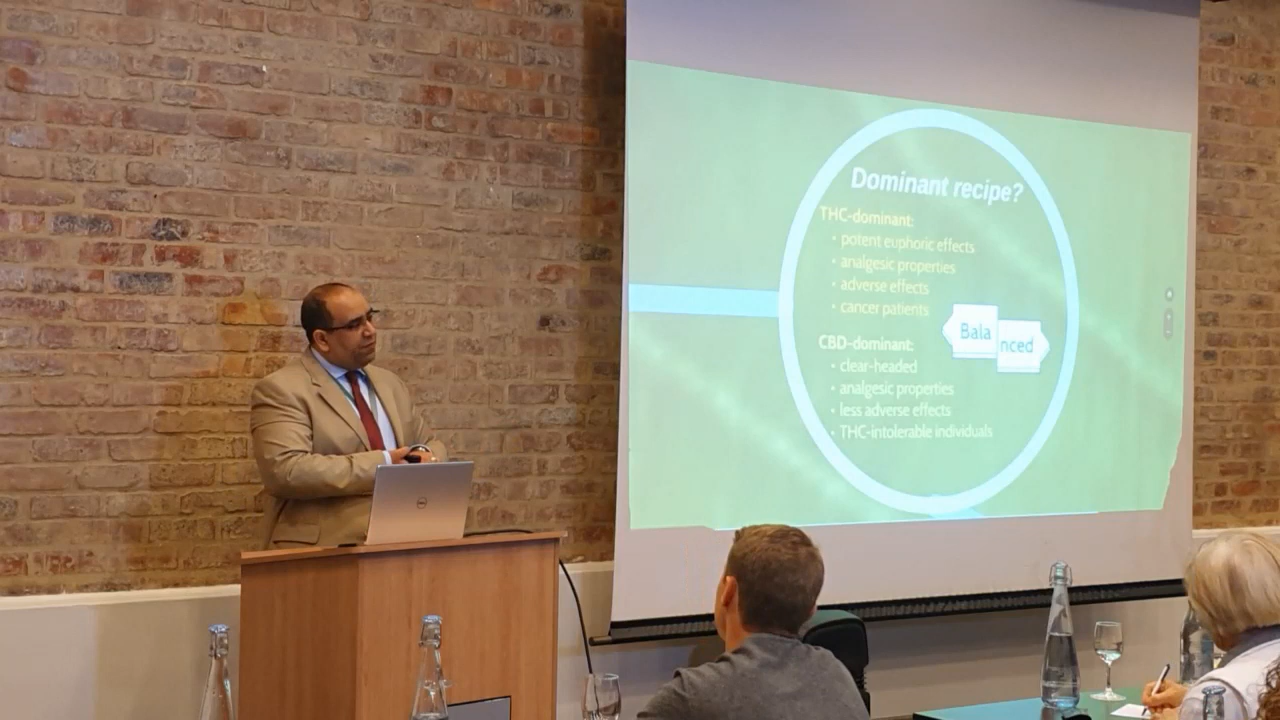 Dominant recipe?
THC-dominant:
• potent euphoric effects
• analgesic properties
• adverse effects
• cancer patients
Bala
nced
CBD-dominant:
• clear-headed
• analgesic properties
• less adverse effects
• THC-intolerable individuals
DELL